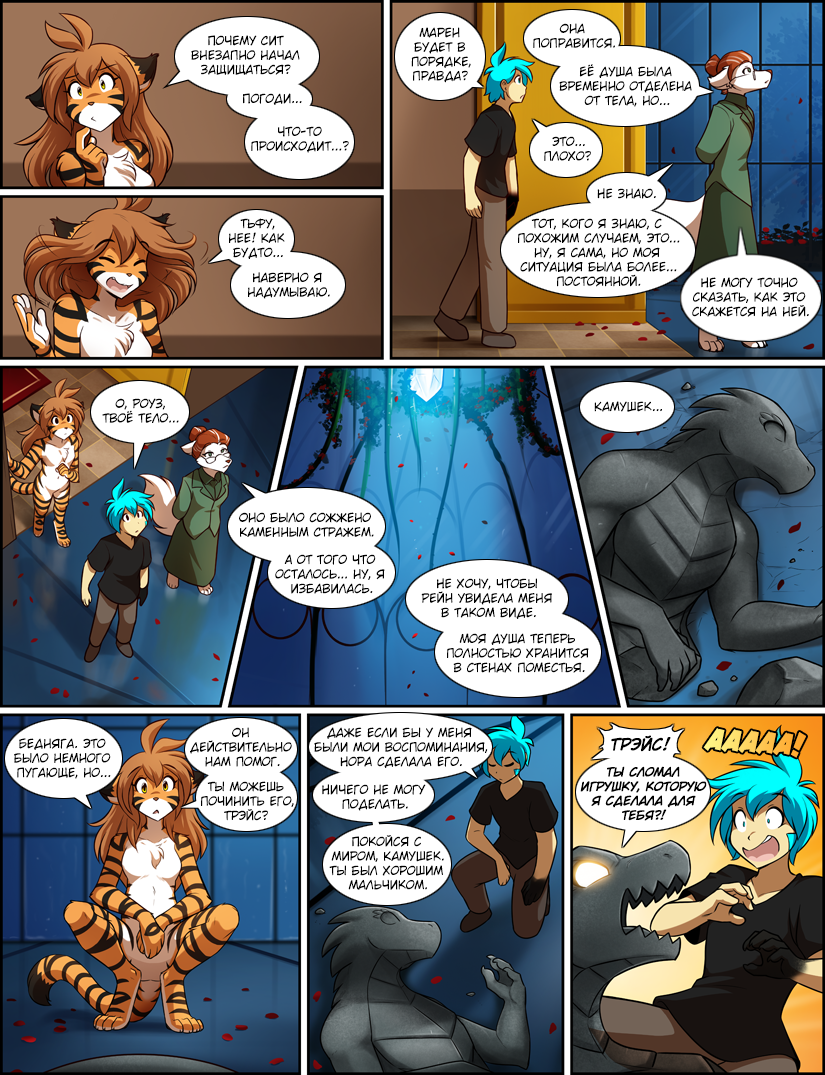 ПОЧЕМУ СИТ
ВНЕЗАПНО НАЧАЛ
ЗАЩИЩАТЬСЯ?
ПОГОДИ...
ЧТО-ТО
ПРОИСХОДИТ...?
ТЬФУ,
НЕЕ! КАК
БУДТО...
НАВЕРНО Я
НАДУМЫВАЮ.
МАРЕН
БУДЕТ В
ПОРЯДКЕ,
ПРАВДА?
ОНА
ПОПРАВИТСЯ.
ЕЁ ДУША БЫЛА
ВРЕМЕННО ОТДЕЛЕНА
ОТ ТЕЛА, НО...
ЭТО...
ПЛОХО?
НЕ ЗНАЮ.
ТОТ, КОГО Я ЗНАЮ, С
ПОХОЖИМ СЛУЧАЕМ, ЭТО...
НУ, Я САМА, НО МОЯ
СИТУАЦИЯ БЫЛА БОЛЕЕ...
ПОСТОЯННОЙ.
НЕ МОГУ ТОЧНО
СКАЗАТЬ, КАК ЭТО
СКАЖЕТСЯ НА НЕЙ.
О, РОУЗ,
ТВОЁ ТЕЛО...
ОНО БЫЛО СОЖЖЕНО
КАМЕННЫМ СТРАЖЕМ.
А ОТ ТОГО ЧТО
ОСТАЛОСЬ... НУ, Я
ИЗБАВИЛАСЬ.
НЕ ХОЧУ, ЧТОБЫ
РЕЙН УВИДЕЛА МЕНЯ
В ТАКОМ ВИДЕ.
МОЯ ДУША ТЕПЕРЬ
ПОЛНОСТЬЮ ХРАНИТСЯ
В СТЕНАХ ПОМЕСТЬЯ.
КАМУШЕК...
БЕДНЯГА. ЭТО
БЫЛО НЕМНОГО
ПУГАЮЩЕ, НО...
ОН
ДЕЙСТВИТЕЛЬНО
НАМ ПОМОГ.
ТЫ МОЖЕШЬ
ПОЧИНИТЬ ЕГО,
ТРЭЙС?
ДАЖЕ ЕСЛИ БЫ У МЕНЯ
БЫЛИ МОИ ВОСПОМИНАНИЯ,
НОРА СДЕЛАЛА ЕГО.
НИЧЕГО НЕ МОГУ
ПОДЕЛАТЬ.
ПОКОЙСЯ С
МИРОМ, КАМУШЕК.
ТЫ БЫЛ ХОРОШИМ
МАЛЬЧИКОМ.
ТРЭЙС!
ТЫ СЛОМАЛ
ИГРУШКУ, КОТОРУЮ
Я СДЕЛАЛА ДЛЯ
ТЕБЯ?!
ААААА!